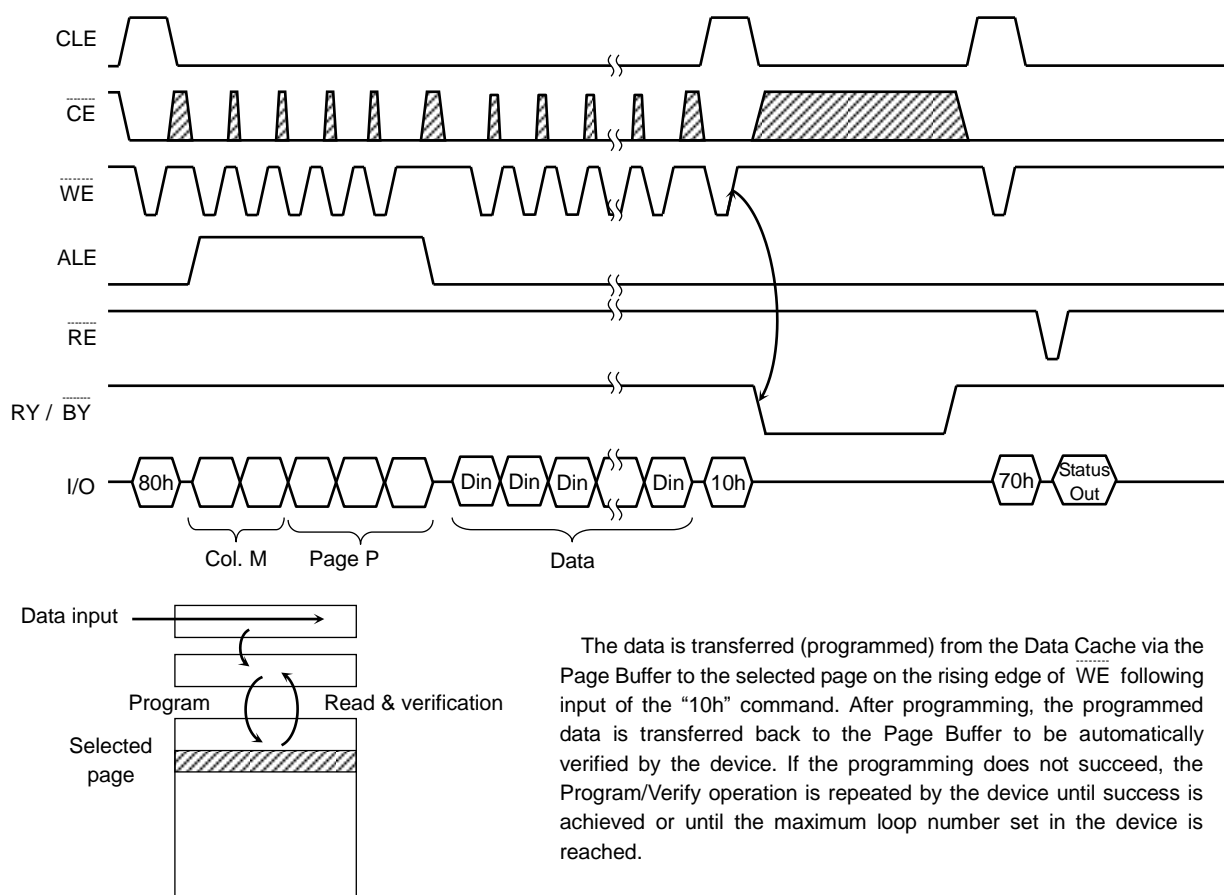 CLE
CE
WE
ALE
RE
RY / BY
I/O
80h
Din
Din
Din
Din
10h
70h
Status
Out
Col. M
Page P
Data
Data input
Program
Read & verification
Selected
page
The data is transferred (programmed) from the Data Cache via the
Page Buffer to the selected page on the rising edge of WE following
input of the “10h” command. After programming, the programmed
data is transferred back to the Page Buffer to be automatically
verified by the device. If the programming does not succeed, the
Program/Verify operation is repeated by the device until success is
achieved or until the maximum loop number set in the device is
reached.